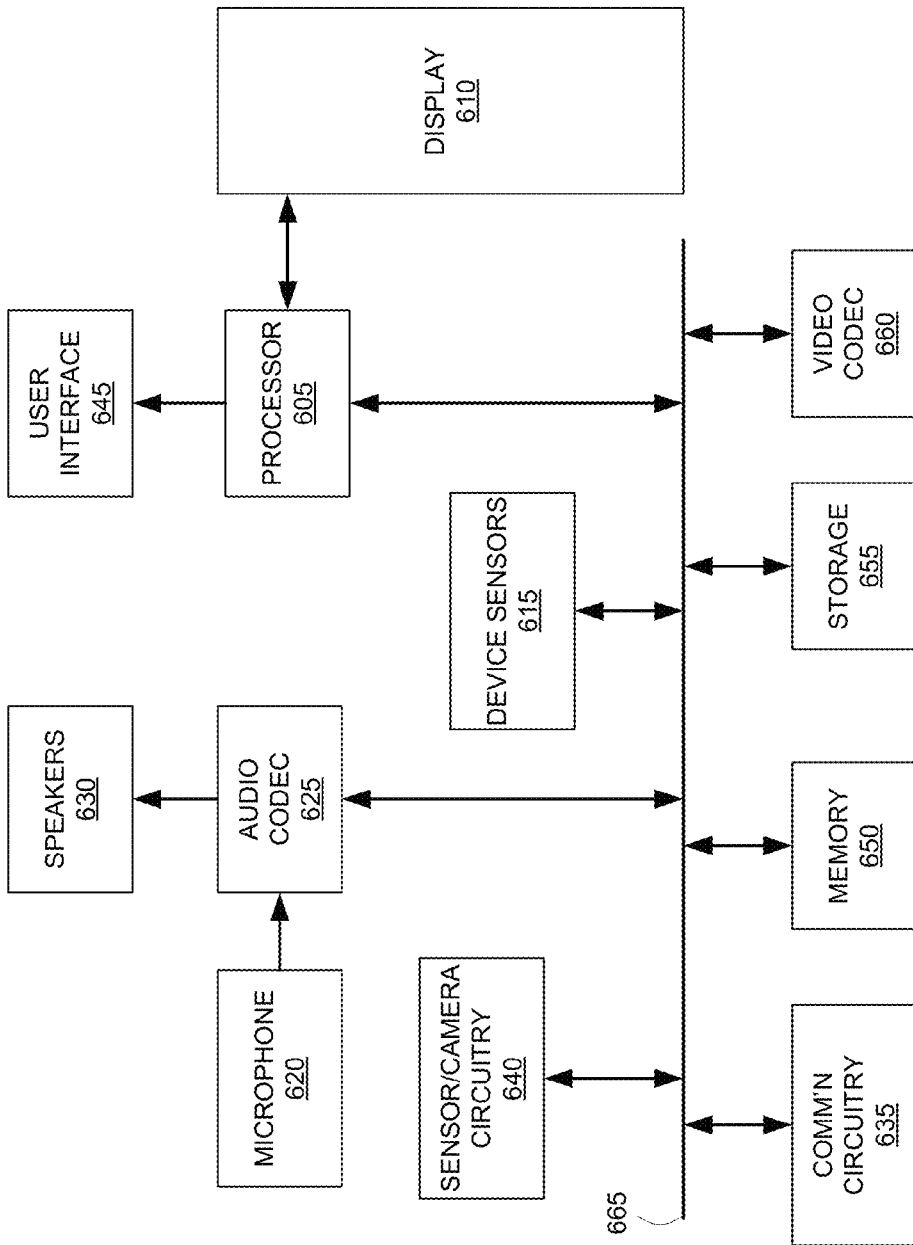 SPEAKERS
630
USER
INTERFACE
645
MICROPHONE
620
AUDIO
CODEC
625
PROCESSOR
605
DISPLAY
610
SENSOR/CAMERA
CIRCUITRY
640
DEVICE SENSORS
615
665
COMM'N
CIRCUITRY
635
MEMORY
650
STORAGE
655
VIDEO
CODEC
660